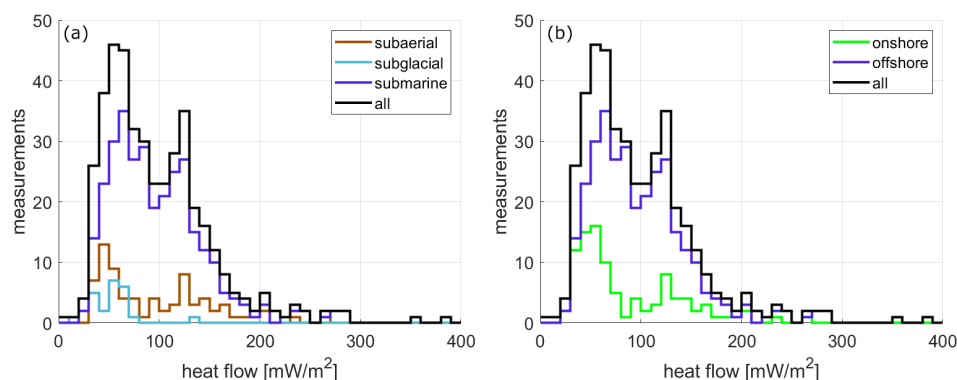 (a)
subaerial
subglacial
submarine
all
measurements
50
40
30
20
10
0
0 100 200 300 400
heat flow [mW/m²]
(b)
onshore
offshore
all
measurements
50
40
30
20
10
0
0 100 200 300 400
heat flow [mW/m²]